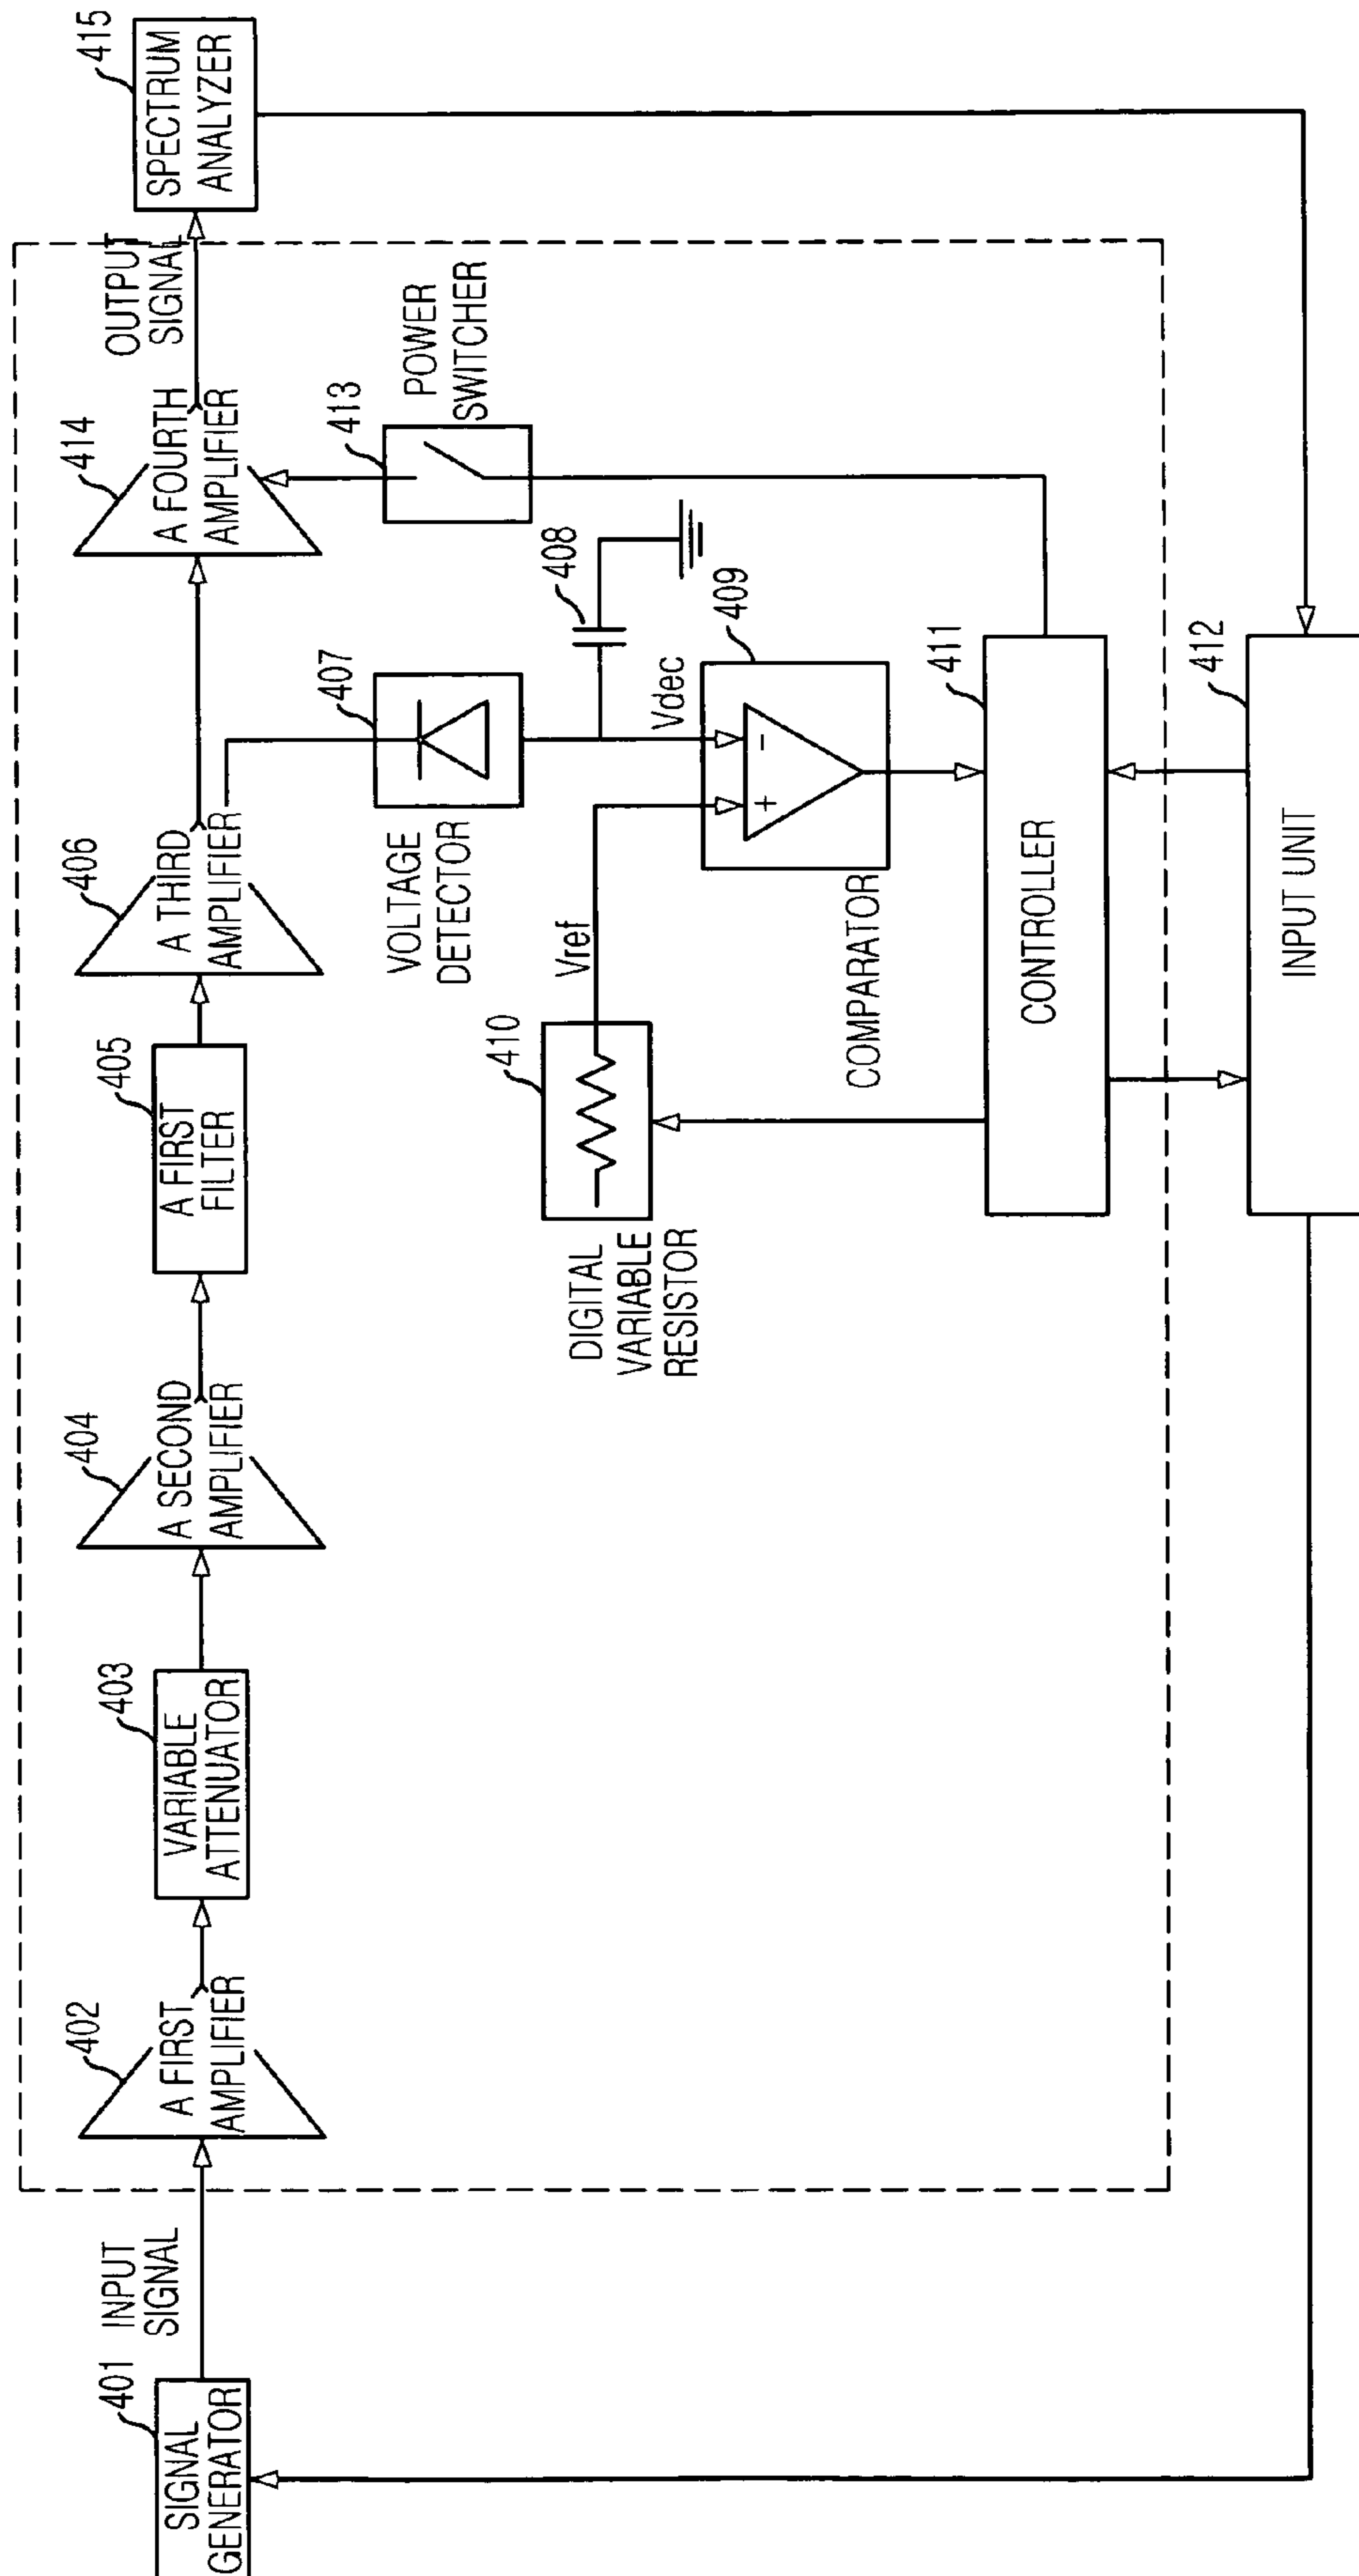 401
SIGNAL
GENERATOR
INPUT
SIGNAL
402
A FIRST
AMPLIFIER
403
VARIABLE
ATTENUATOR
404
A SECOND
AMPLIFIER
405
A FIRST
FILTER
406
A THIRD
AMPLIFIER
414
A FOURTH
AMPLIFIER
OUTPUT
SIGNAL
415
SPECTRUM
ANALYZER
407
VOLTAGE
DETECTOR
413
POWER
SWITCHER
408
410
DIGITAL
VARIABLE
RESISTOR
Vref
Vdec
409
+
-
COMPARATOR
411
CONTROLLER
412
INPUT UNIT